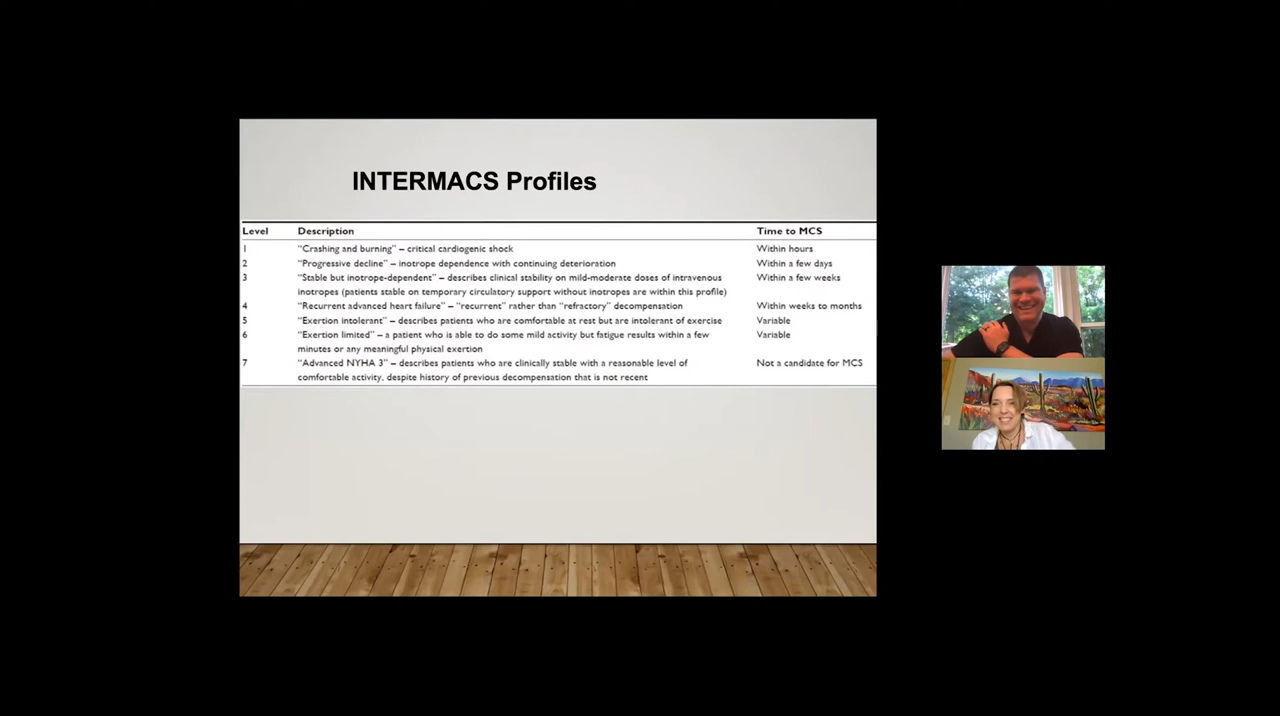 INTERMACS Profiles
Level Description Time to MCS
1 “Crashing and burning” – critical cardiogenic shock Within hours
2 “Progressive decline” – inotrope dependence with continuing deterioration Within a few days
3 “Stable but inotrope-dependent” – describes clinical stability on mild-moderate doses of intravenous Within a few weeks
inotropes (patients stable on temporary circulatory support without inotropes are within this profile)
4 “Recurrent advanced heart failure” – “recurrent” rather than “refractory” decompensation Within weeks to months
5 “Exertion intolerant” – describes patients who are comfortable at rest but are intolerant of exercise Variable
6 “Exertion limited” – a patient who is able to do some mild activity but fatigue results within a few Variable
minutes or any meaningful physical exertion
7 “Advanced NYHA 3” – describes patients who are clinically stable with a reasonable level of Not a candidate for MCS
comfortable activity, despite history of previous decompensation that is not recent